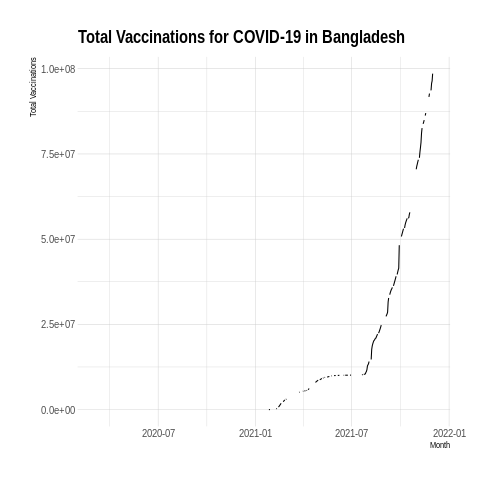 Total Vaccinations for COVID-19 in Bangladesh
Total Vaccinations
1.0e+08
7.5e+07
5.0e+07
2.5e+07
0.0e+00
2020-07 2021-01 2021-07 2022-01
Month